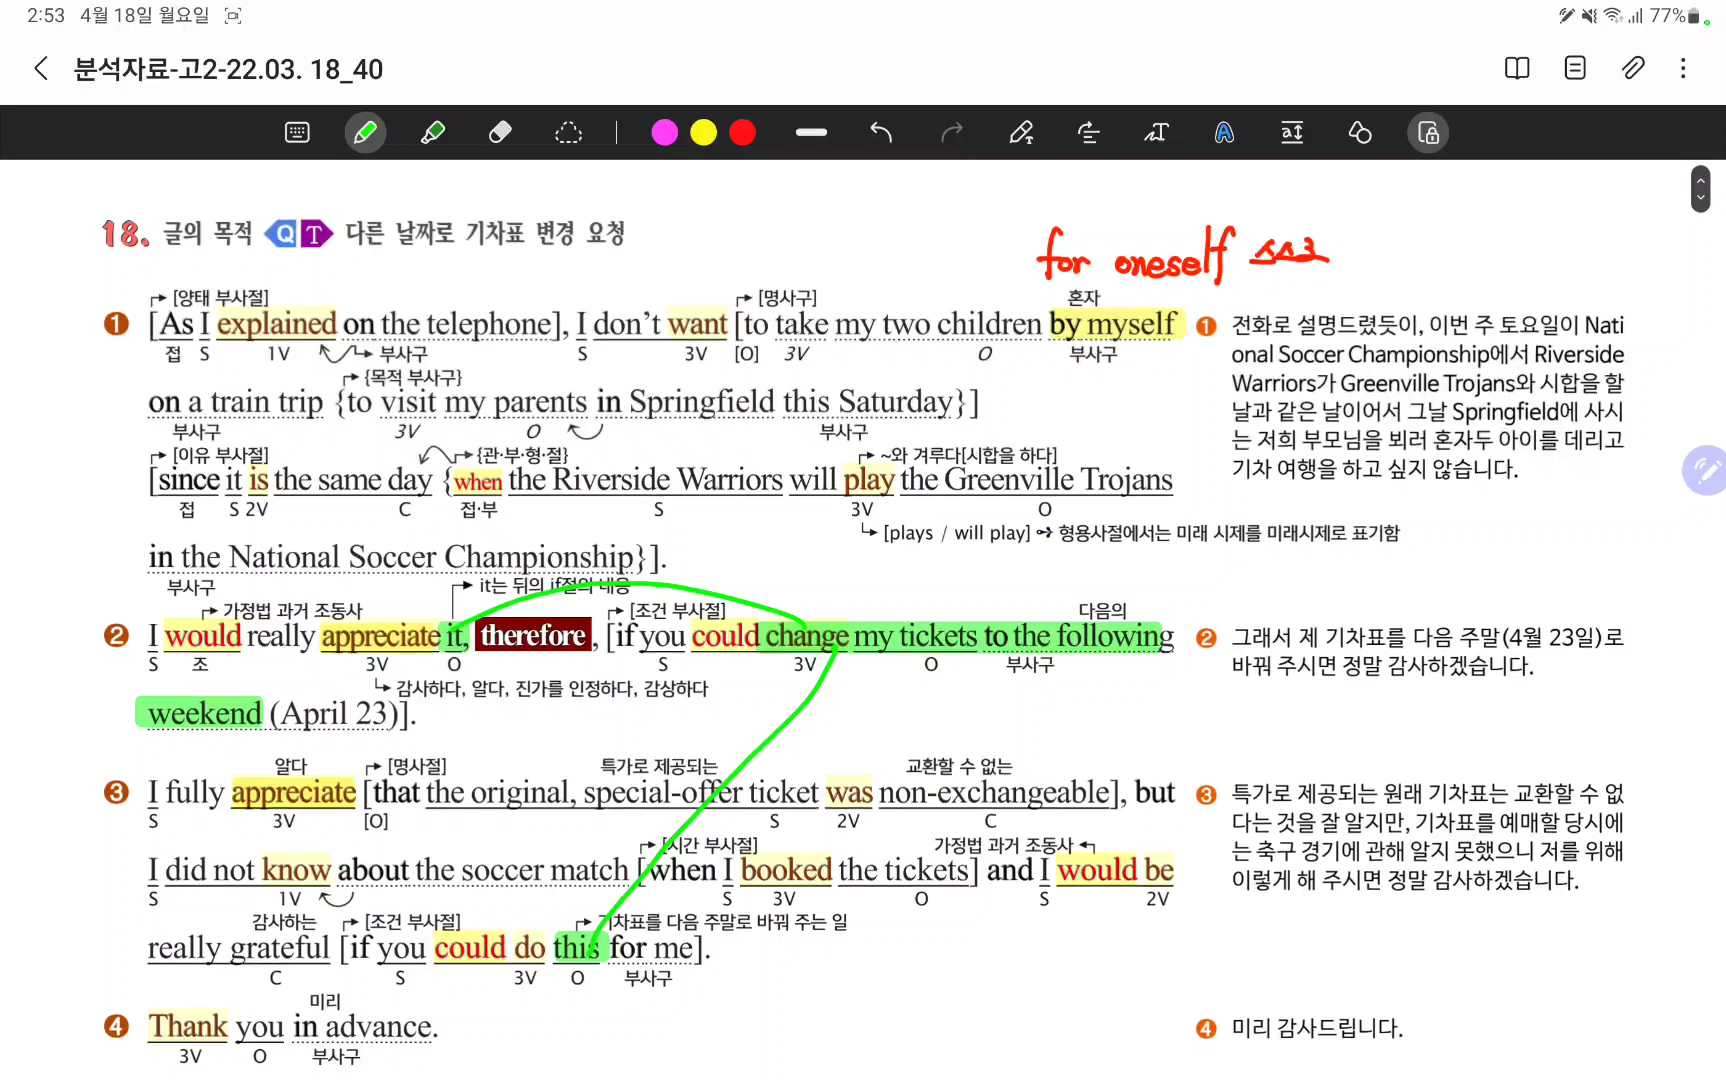 2:53 4월 18일 월요일 77%
분석자료-고2-22.03. 18_40
18. 글의 목적 Q T 다른 날짜로 기차표 변경 요청
for oneself
[양태 부사절] [명사구] 혼자
❶ [As I explained on the telephone], I don't want [to take my two children by myself
접 S 1V 부사구 S 3V [O] 3V O 부사구
{목적 부사구}
on a train trip {to visit my parents in Springfield this Saturday}]
부사구 3V O 부사구
[이유 부사절] {관·부·형·절} ~와 겨루다[시합을 하다]
[since it is the same day {when the Riverside Warriors will play the Greenville Trojans
접 S 2V C 접·부 S 3V O
[plays / will play] ➺ 형용사절에서는 미래 시제를 미래시제로 표기함
in the National Soccer Championship}].
부사구
❶ 전화로 설명드렸듯이, 이번 주 토요일이 Nati
onal Soccer Championship에서 Riverside
Warriors가 Greenville Trojans와 시합을 할
날과 같은 날이어서 그날 Springfield에 사시
는 저희 부모님을 뵈러 혼자두 아이를 데리고
기차 여행을 하고 싶지 않습니다.
it는 뒤의 if절의 내용
가정법 과거 조동사 [조건 부사절] 다음의
❷ I would really appreciate it, therefore, [if you could change my tickets to the following
S 조 3V O S 3V O 부사구
감사하다, 알다, 진가를 인정하다, 감상하다
weekend (April 23)].
❷ 그래서 제 기차표를 다음 주말(4월 23일)로
바꿔 주시면 정말 감사하겠습니다.
알다 [명사절] 특가로 제공되는 교환할 수 없는
❸ I fully appreciate [that the original, special-offer ticket was non-exchangeable], but
S 3V [O] S 2V C
[시간 부사절] 가정법 과거 조동사
I did not know about the soccer match [when I booked the tickets] and I would be
S 1V S 3V O S 2V
감사하는 [조건 부사절] 기차표를 다음 주말로 바꿔 주는 일
really grateful [if you could do this for me].
C S 3V O 부사구
❸ 특가로 제공되는 원래 기차표는 교환할 수 없
다는 것을 잘 알지만, 기차표를 예매할 당시에
는 축구 경기에 관해 알지 못했으니 저를 위해
이렇게 해 주시면 정말 감사하겠습니다.
미리
❹ Thank you in advance.
3V O 부사구
❹ 미리 감사드립니다.